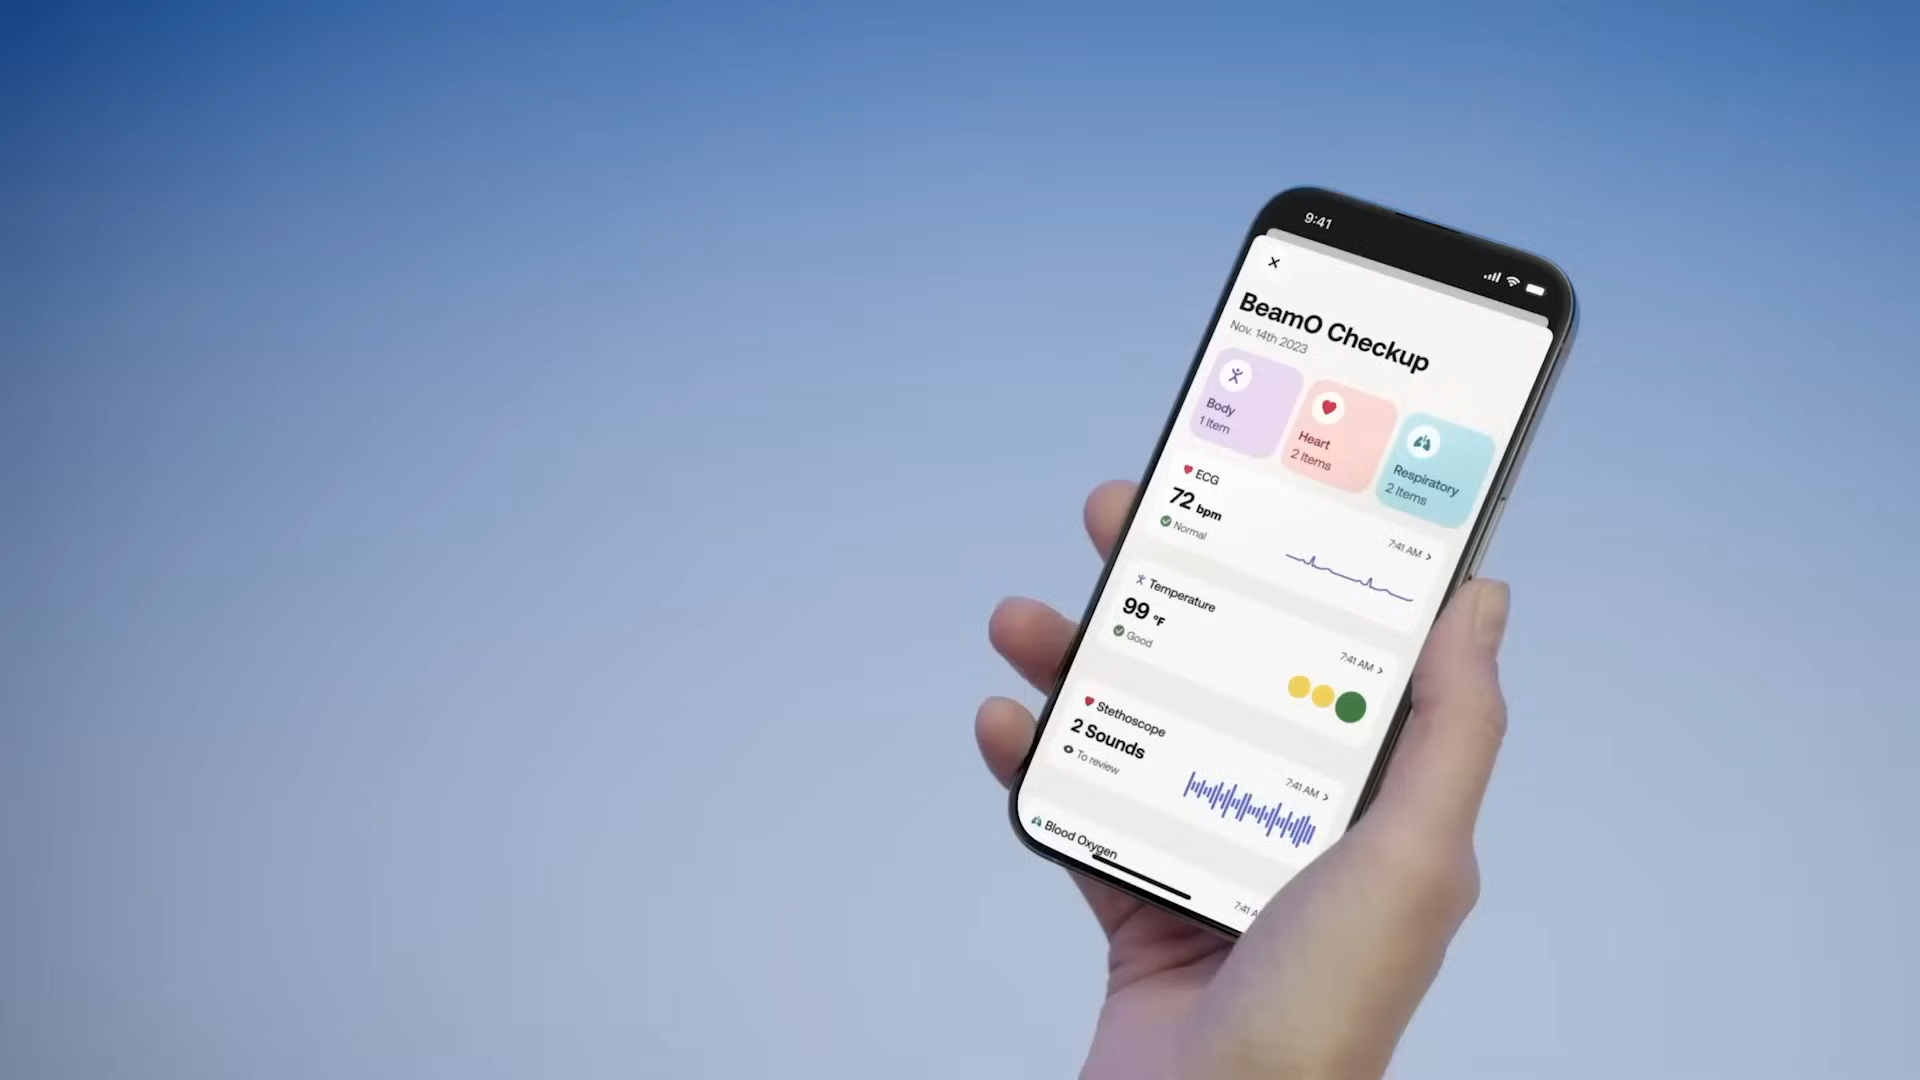 9:41
BeamO Checkup
Nov. 14th 2023
Body
1 Item
Heart
2 Items
Respiratory
2 Items
ECG
7:41 AM
72 bpm
Normal
Temperature
7:41 AM
99 °F
Good
Stethoscope
7:41 AM
2 Sounds
To review
Blood Oxygen
7:41 A